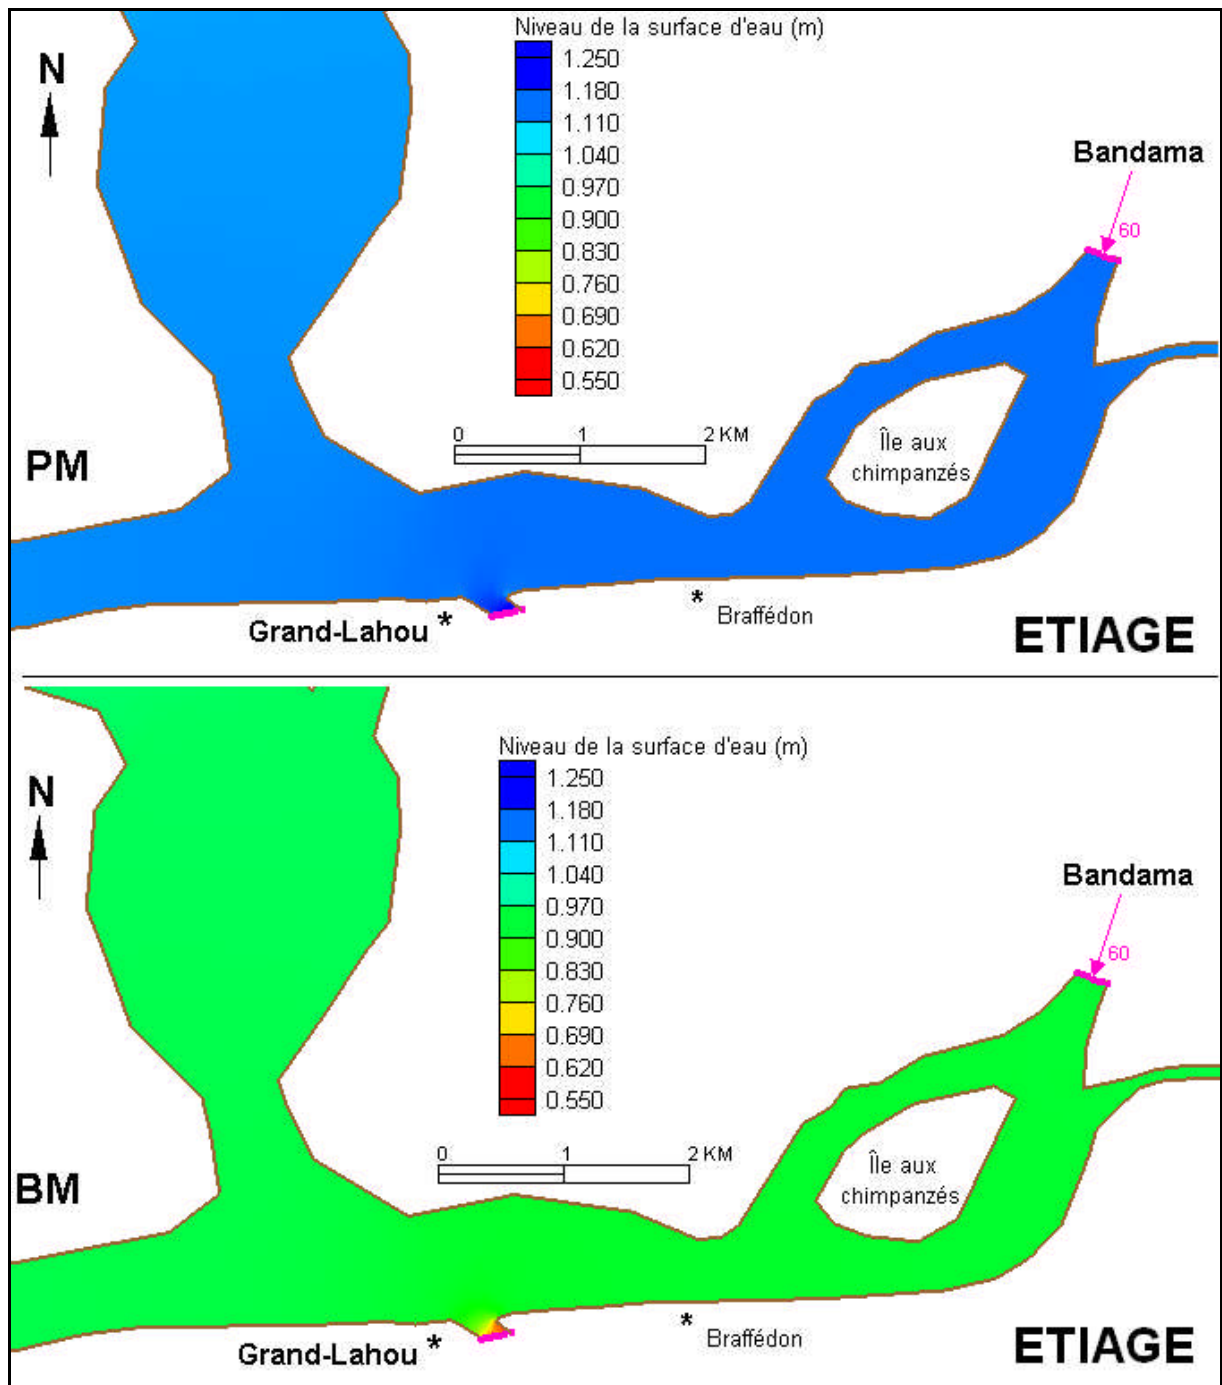 Niveau de la surface d'eau (m)
N
1.250
1.180
1.110
1.040
0.970
0.900
0.830
0.760
0.690
0.620
0.550
Bandama
60
0 1 2 KM
PM
Île aux
chimpanzés
Grand-Lahou *
* Braffédon
ETIAGE
Niveau de la surface d'eau (m)
N
1.250
1.180
1.110
1.040
0.970
0.900
0.830
0.760
0.690
0.620
0.550
Bandama
60
0 1 2 KM
BM
Île aux
chimpanzés
Grand-Lahou *
* Braffédon
ETIAGE